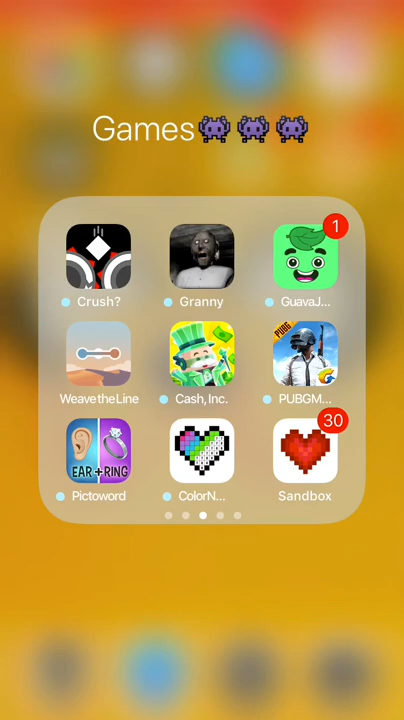 Games👾👾👾
1
Crush?
Granny
GuavaJ...
PUBG
WeavetheLine
Cash, Inc.
PUBGM...
30
EAR + RING
Pictoword
ColorN...
Sandbox